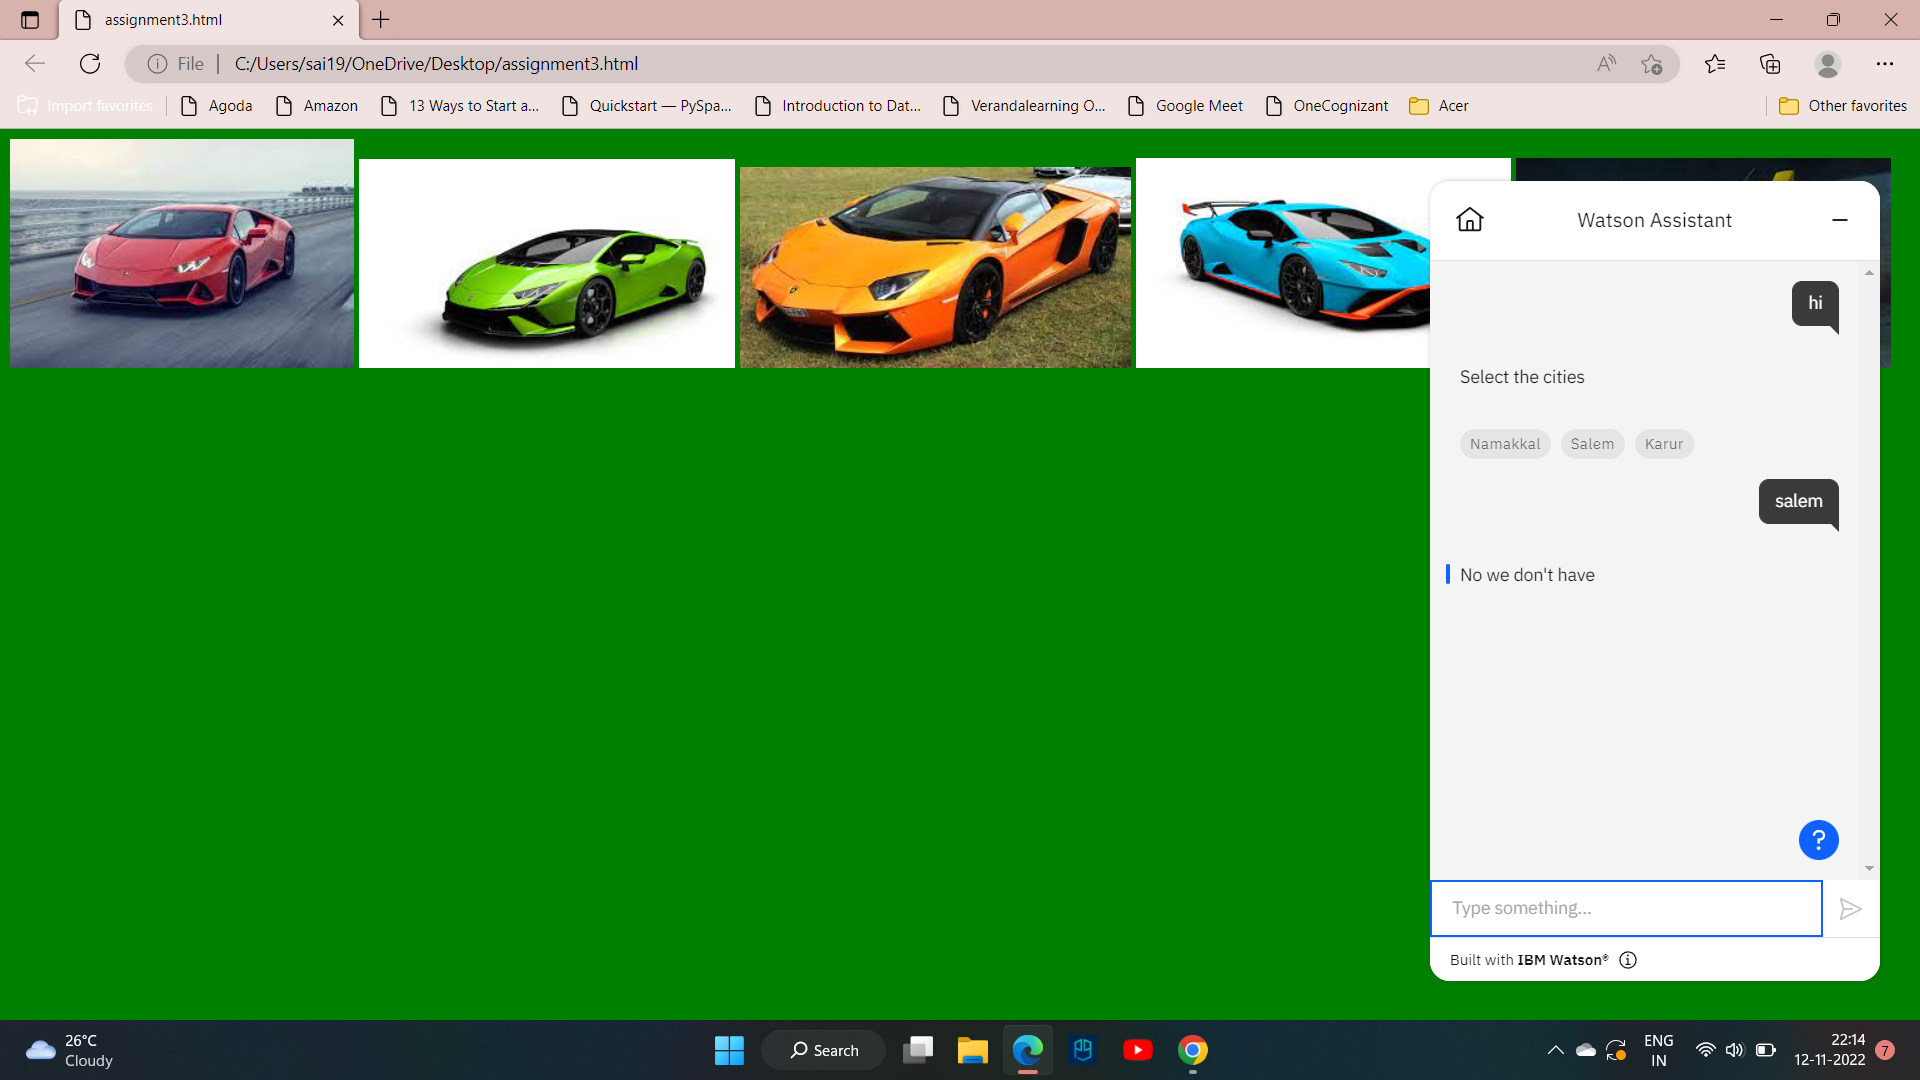 assignment3.html
File
C:/Users/sai19/OneDrive/Desktop/assignment3.html
Import favorites
Agoda
Amazon
13 Ways to Start a...
Quickstart — PySpa...
Introduction to Dat...
Verandalearning O...
Google Meet
OneCognizant
Acer
Other favorites
Watson Assistant
hi
Select the cities
Namakkal Salem Karur
salem
No we don't have
?
Type something...
Built with IBM Watson®
26°C
Cloudy
Search
ENG
IN
22:14
12-11-2022
7